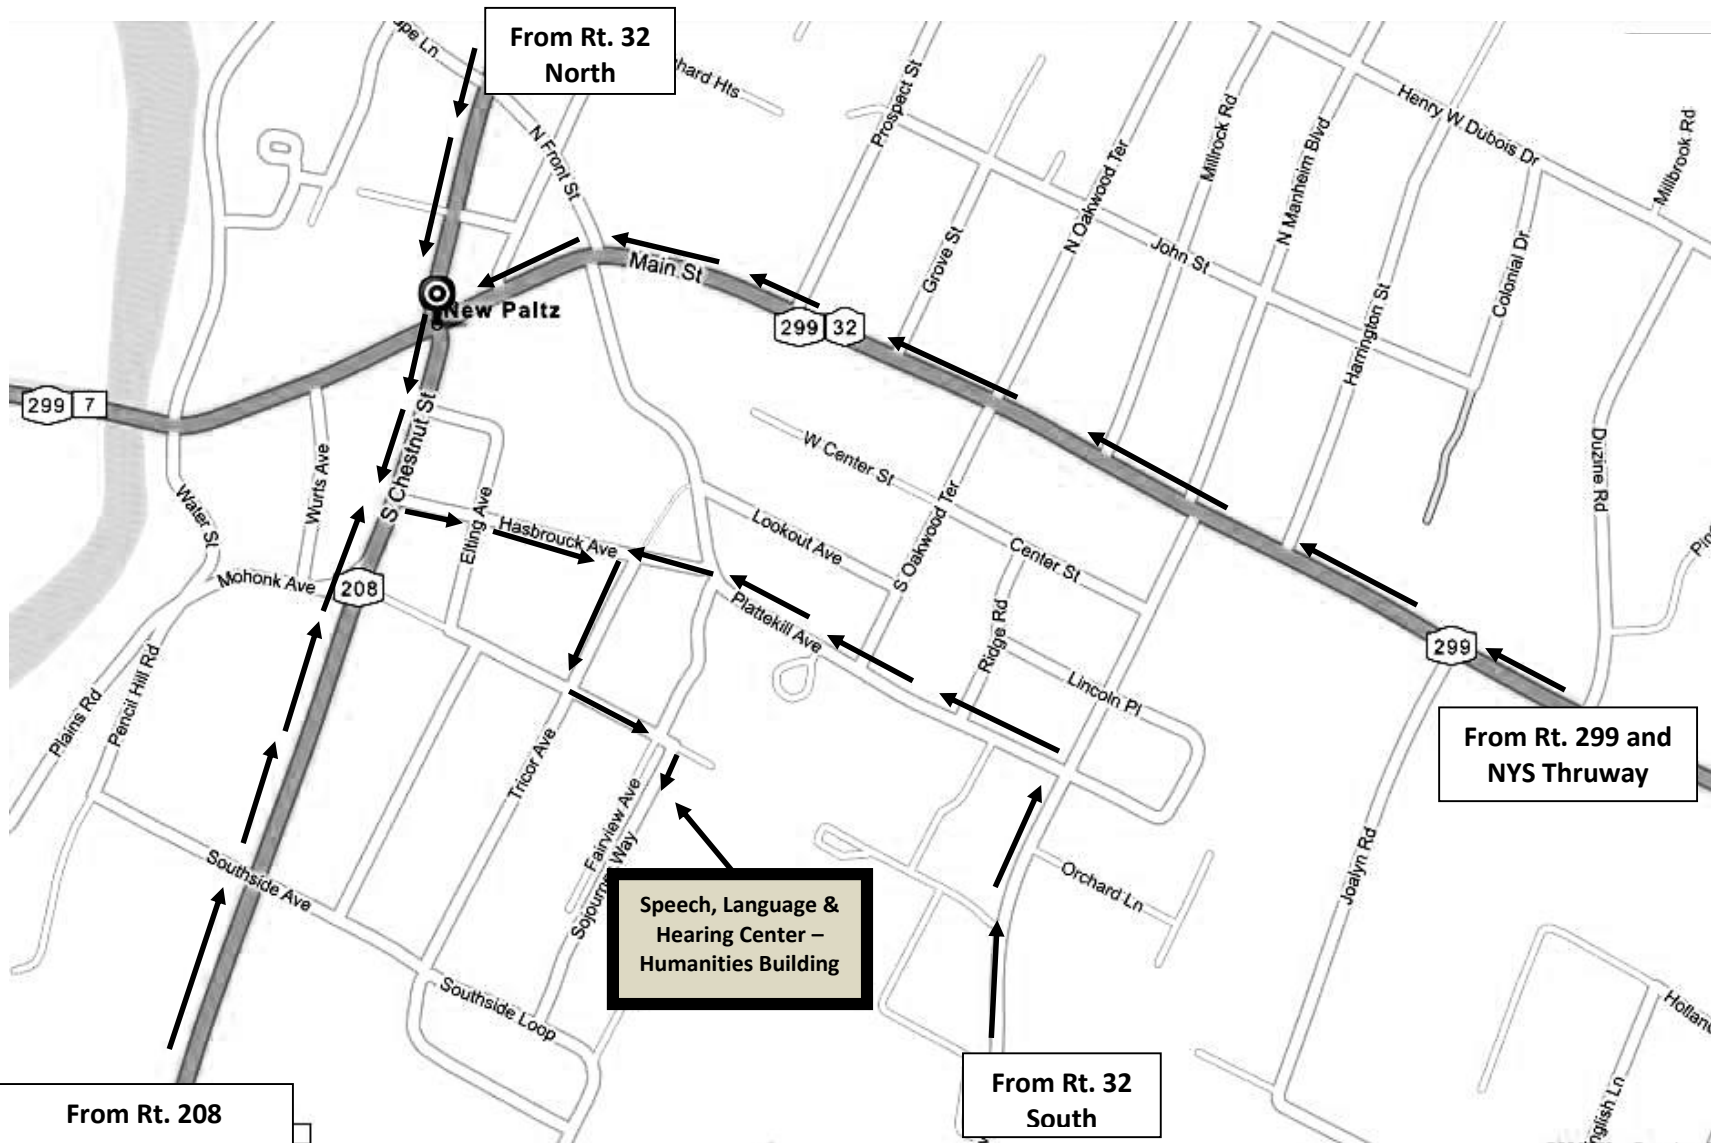 From Rt. 32
North
Prospect St
Henry W Dubois Dr
Millrock Rd
Millbrook Rd
N Front St
N Oakwood Ter
N Manheim Blvd
Grove St
John St
Colonial Dr
Main St
New Paltz
299
32
Harrington St
299
7
S Chestnut St
Wurts Ave
W Center St
Duzine Rd
Water St
Elting Ave
Hasbrouck Ave
Lookout Ave
S Oakwood Ter
Center St
Mohonk Ave
208
Plattekill Ave
Ridge Rd
299
Lincoln Pl
Plains Rd
Pencil Hill Rd
Tricor Ave
From Rt. 299 and
NYS Thruway
Fairview Ave
Southside Ave
Orchard Ln
Joalyn Rd
Speech, Language &
Hearing Center –
Humanities Building
Southside Loop
From Rt. 208
From Rt. 32
South